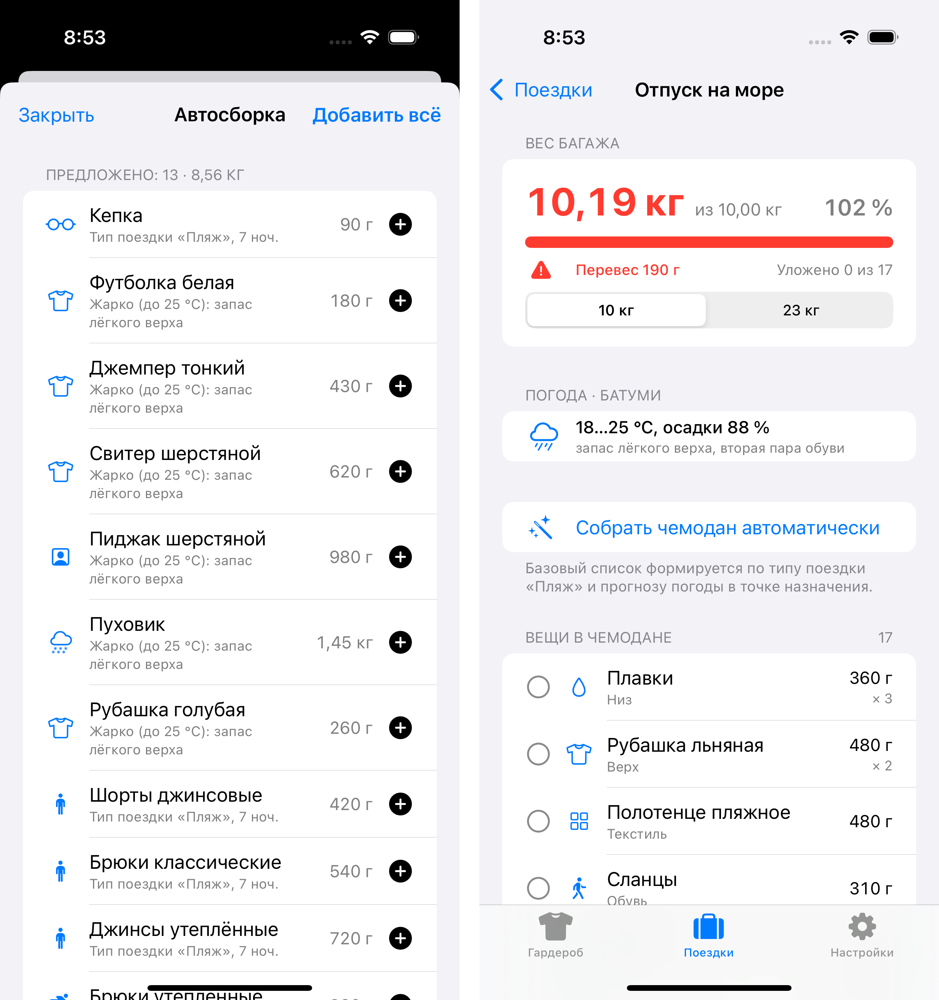 8:53
Закрыть
Автосборка
Добавить всё
ПРЕДЛОЖЕНО: 13 · 8,56 КГ
Кепка
Тип поездки «Пляж», 7 ноч.
90 г
Футболка белая
Жарко (до 25 °C): запас
лёгкого верха
180 г
Джемпер тонкий
Жарко (до 25 °C): запас
лёгкого верха
430 г
Свитер шерстяной
Жарко (до 25 °C): запас
лёгкого верха
620 г
Пиджак шерстяной
Жарко (до 25 °C): запас
лёгкого верха
980 г
Пуховик
Жарко (до 25 °C): запас
лёгкого верха
1,45 кг
Рубашка голубая
Жарко (до 25 °C): запас
лёгкого верха
260 г
Шорты джинсовые
Тип поездки «Пляж», 7 ноч.
420 г
Брюки классические
Тип поездки «Пляж», 7 ноч.
540 г
Джинсы утеплённые
Тип поездки «Пляж», 7 ноч.
720 г
Брюки утепленные
8:53
Поездки
Отпуск на море
ВЕС БАГАЖА
10,19 кг из 10,00 кг
102 %
Перевес 190 г
Уложено 0 из 17
10 кг
23 кг
ПОГОДА · БАТУМИ
18...25 °C, осадки 88 %
запас лёгкого верха, вторая пара обуви
Собрать чемодан автоматически
Базовый список формируется по типу поездки
«Пляж» и прогнозу погоды в точке назначения.
ВЕЩИ В ЧЕМОДАНЕ
17
Плавки
Низ
360 г
× 3
Рубашка льняная
Верх
480 г
× 2
Полотенце пляжное
Текстиль
480 г
Сланцы
Обувь
310 г
Гардероб
Поездки
Настройки